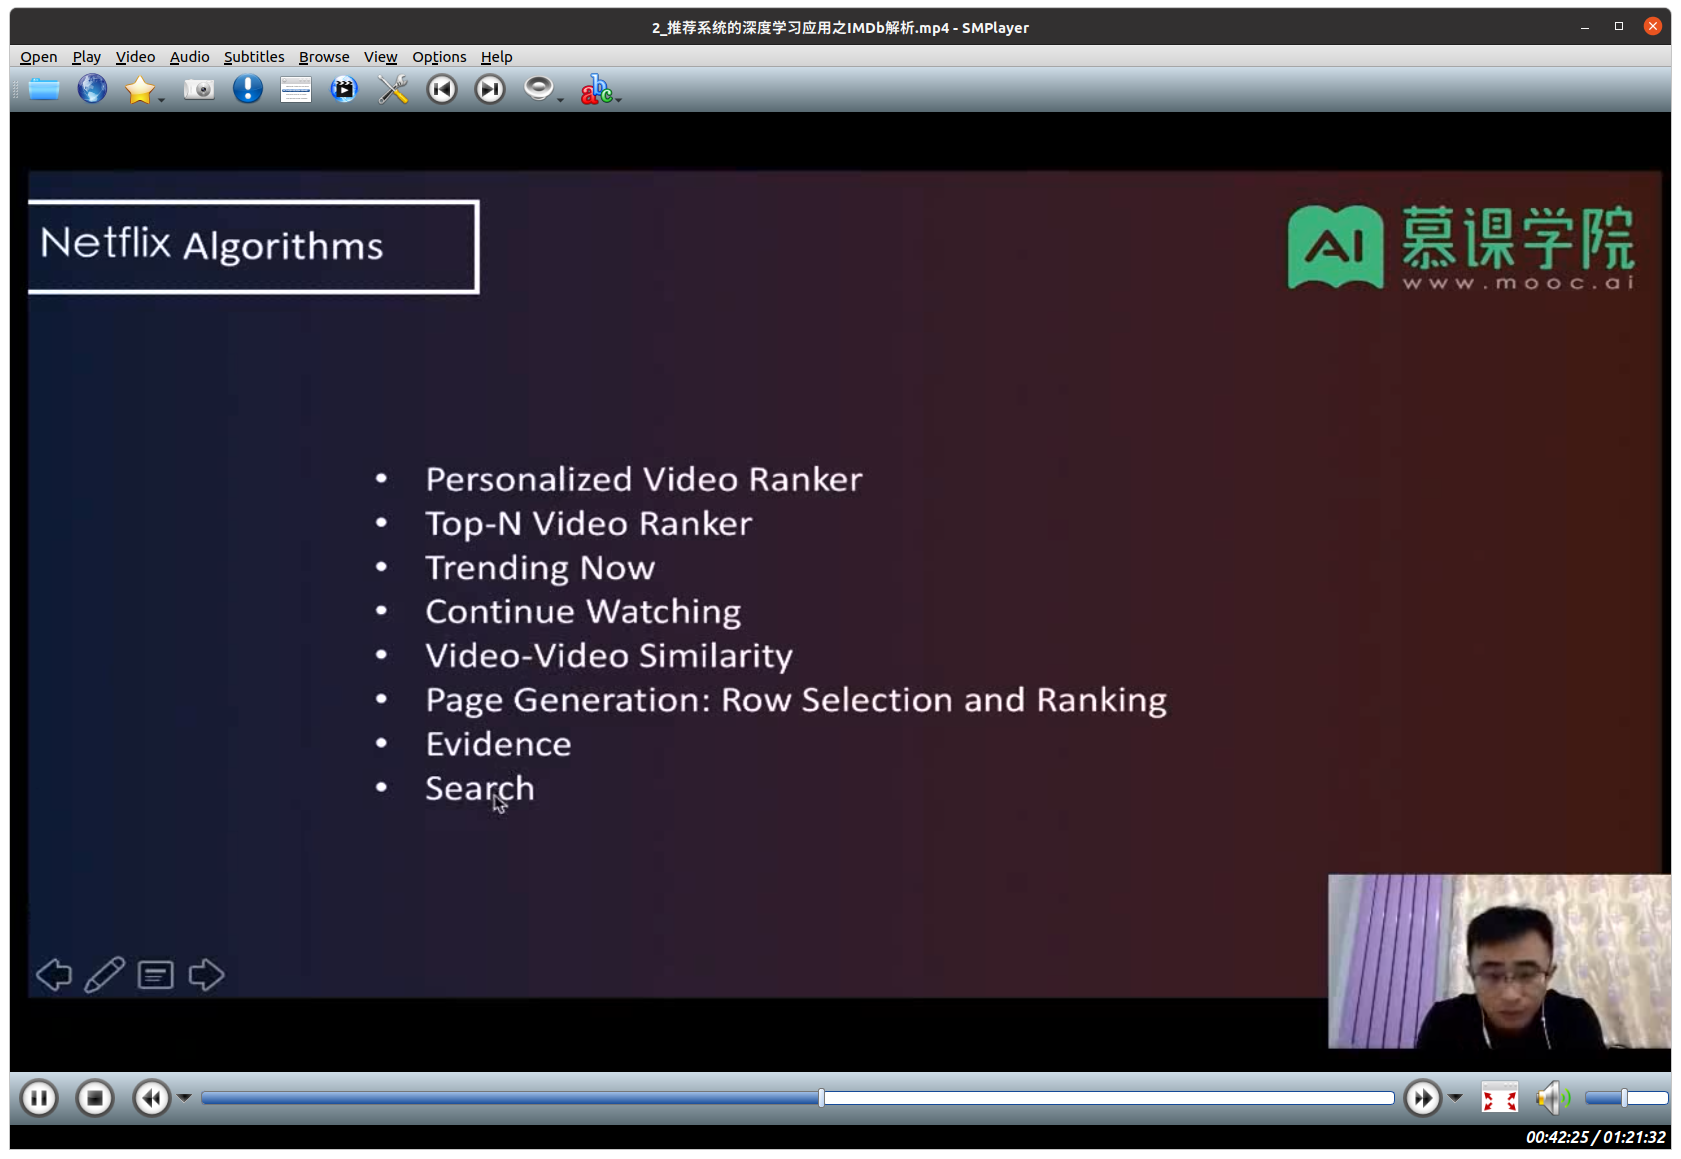 2_推荐系统的深度学习应用之IMDb解析.mp4 - SMPlayer
Open Play Video Audio Subtitles Browse View Options Help
abc
Netflix Algorithms
AI 慕课学院
www.mooc.ai
• Personalized Video Ranker
• Top-N Video Ranker
• Trending Now
• Continue Watching
• Video-Video Similarity
• Page Generation: Row Selection and Ranking
• Evidence
• Search
00:42:25 / 01:21:32